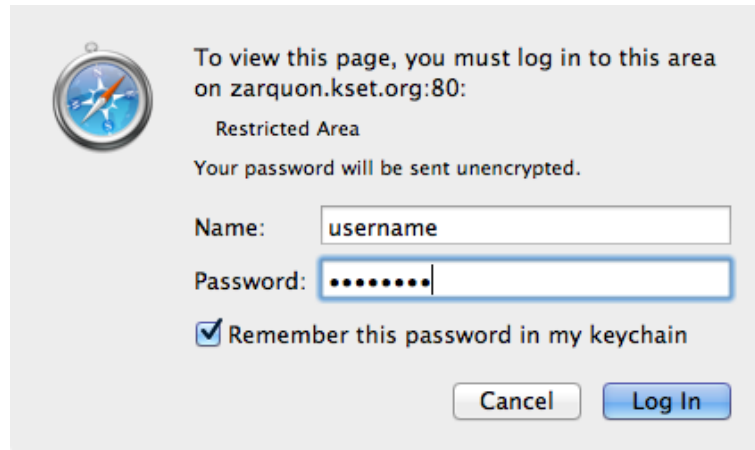 To view this page, you must log in to this area
on zarquon.kset.org:80:
Restricted Area
Your password will be sent unencrypted.
Name: username
Password: ••••••••
Remember this password in my keychain
Cancel Log In